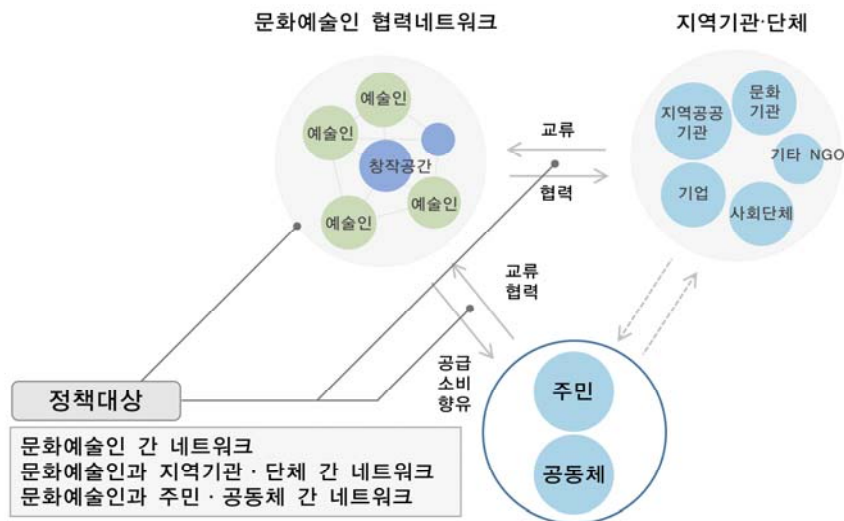 문화예술인 협력네트워크
지역기관·단체
예술인
예술인
창작공간
예술인
예술인
교류
협력
지역공공
기관
문화
기관
기타 NGO
기업
사회단체
교류
협력
공급
소비
향유
주민
공동체
정책대상
문화예술인 간 네트워크
문화예술인과 지역기관·단체 간 네트워크
문화예술인과 주민·공동체 간 네트워크